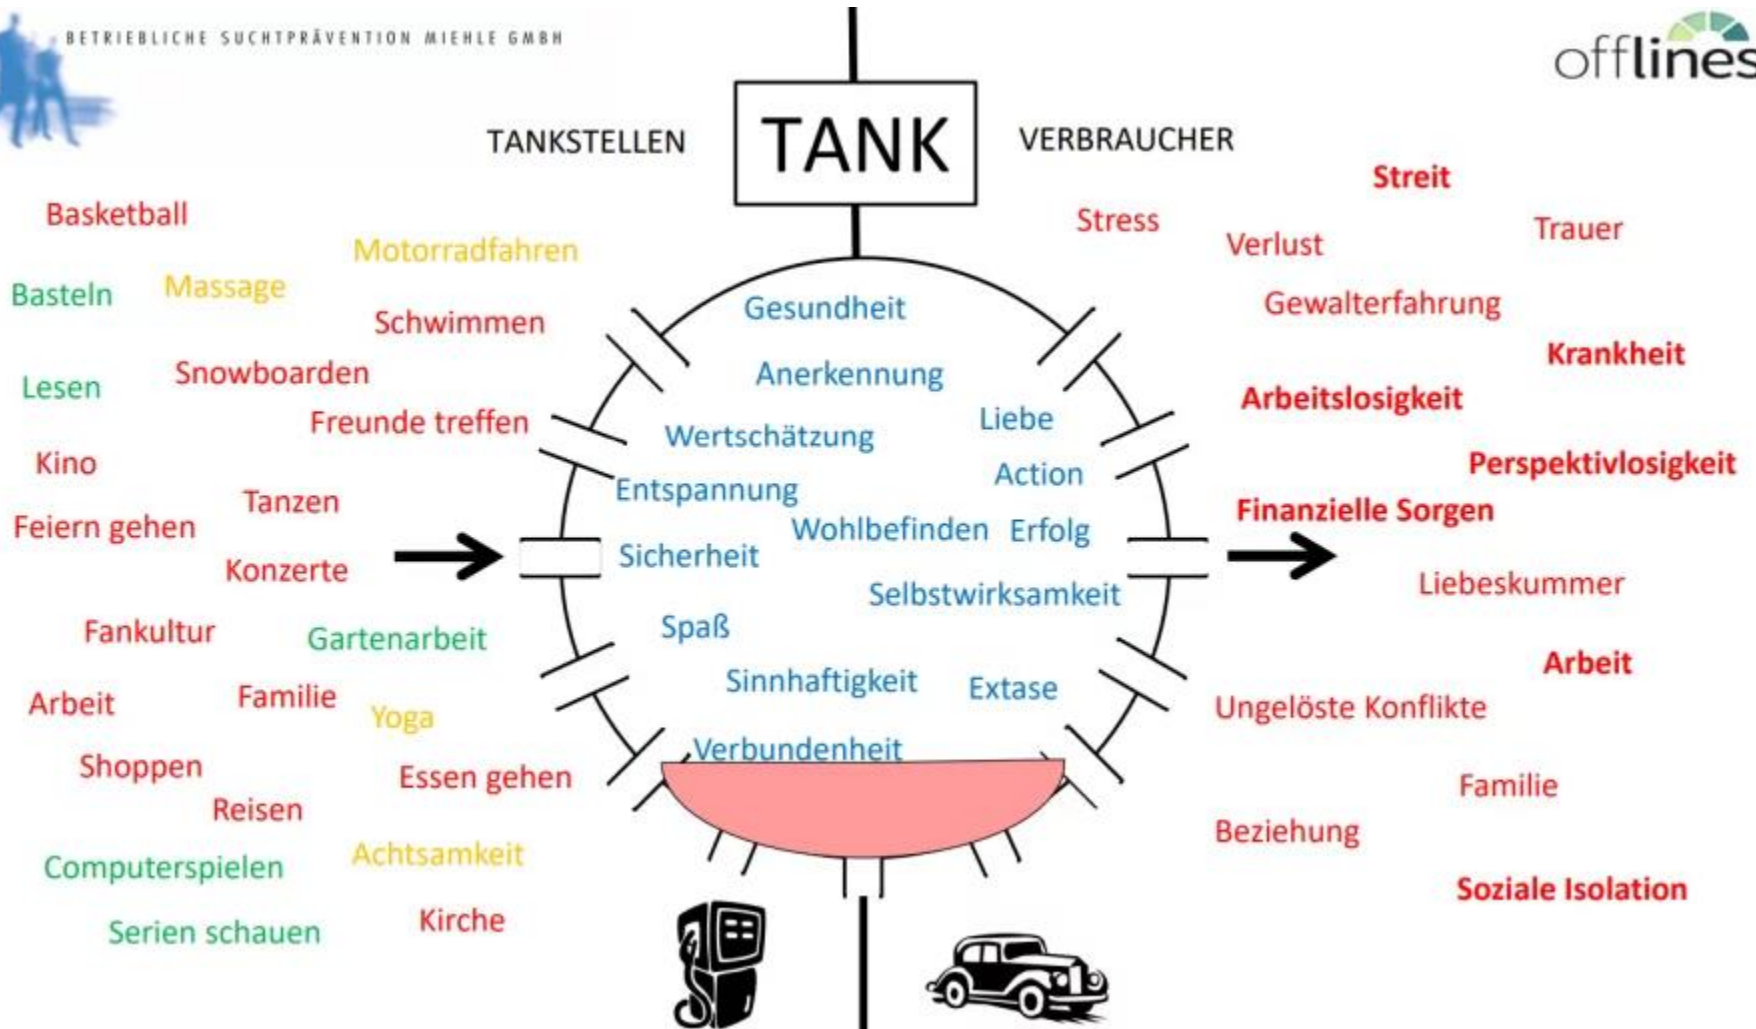 BETRIEBLICHE SUCHTPRÄVENTION MIEHLE GMBH
offlines
TANKSTELLEN
TANK
VERBRAUCHER
Basketball
Motorradfahren
Basteln
Massage
Schwimmen
Lesen
Snowboarden
Freunde treffen
Kino
Tanzen
Feiern gehen
Konzerte
Fankultur
Gartenarbeit
Arbeit
Familie
Yoga
Shoppen
Essen gehen
Reisen
Computerspielen
Achtsamkeit
Serien schauen
Kirche
Gesundheit
Anerkennung
Liebe
Wertschätzung
Action
Entspannung
Wohlbefinden
Erfolg
Sicherheit
Selbstwirksamkeit
Spaß
Sinnhaftigkeit
Extase
Verbundenheit
Streit
Stress
Trauer
Verlust
Gewalterfahrung
Krankheit
Arbeitslosigkeit
Perspektivlosigkeit
Finanzielle Sorgen
Liebeskummer
Arbeit
Ungelöste Konflikte
Familie
Beziehung
Soziale Isolation